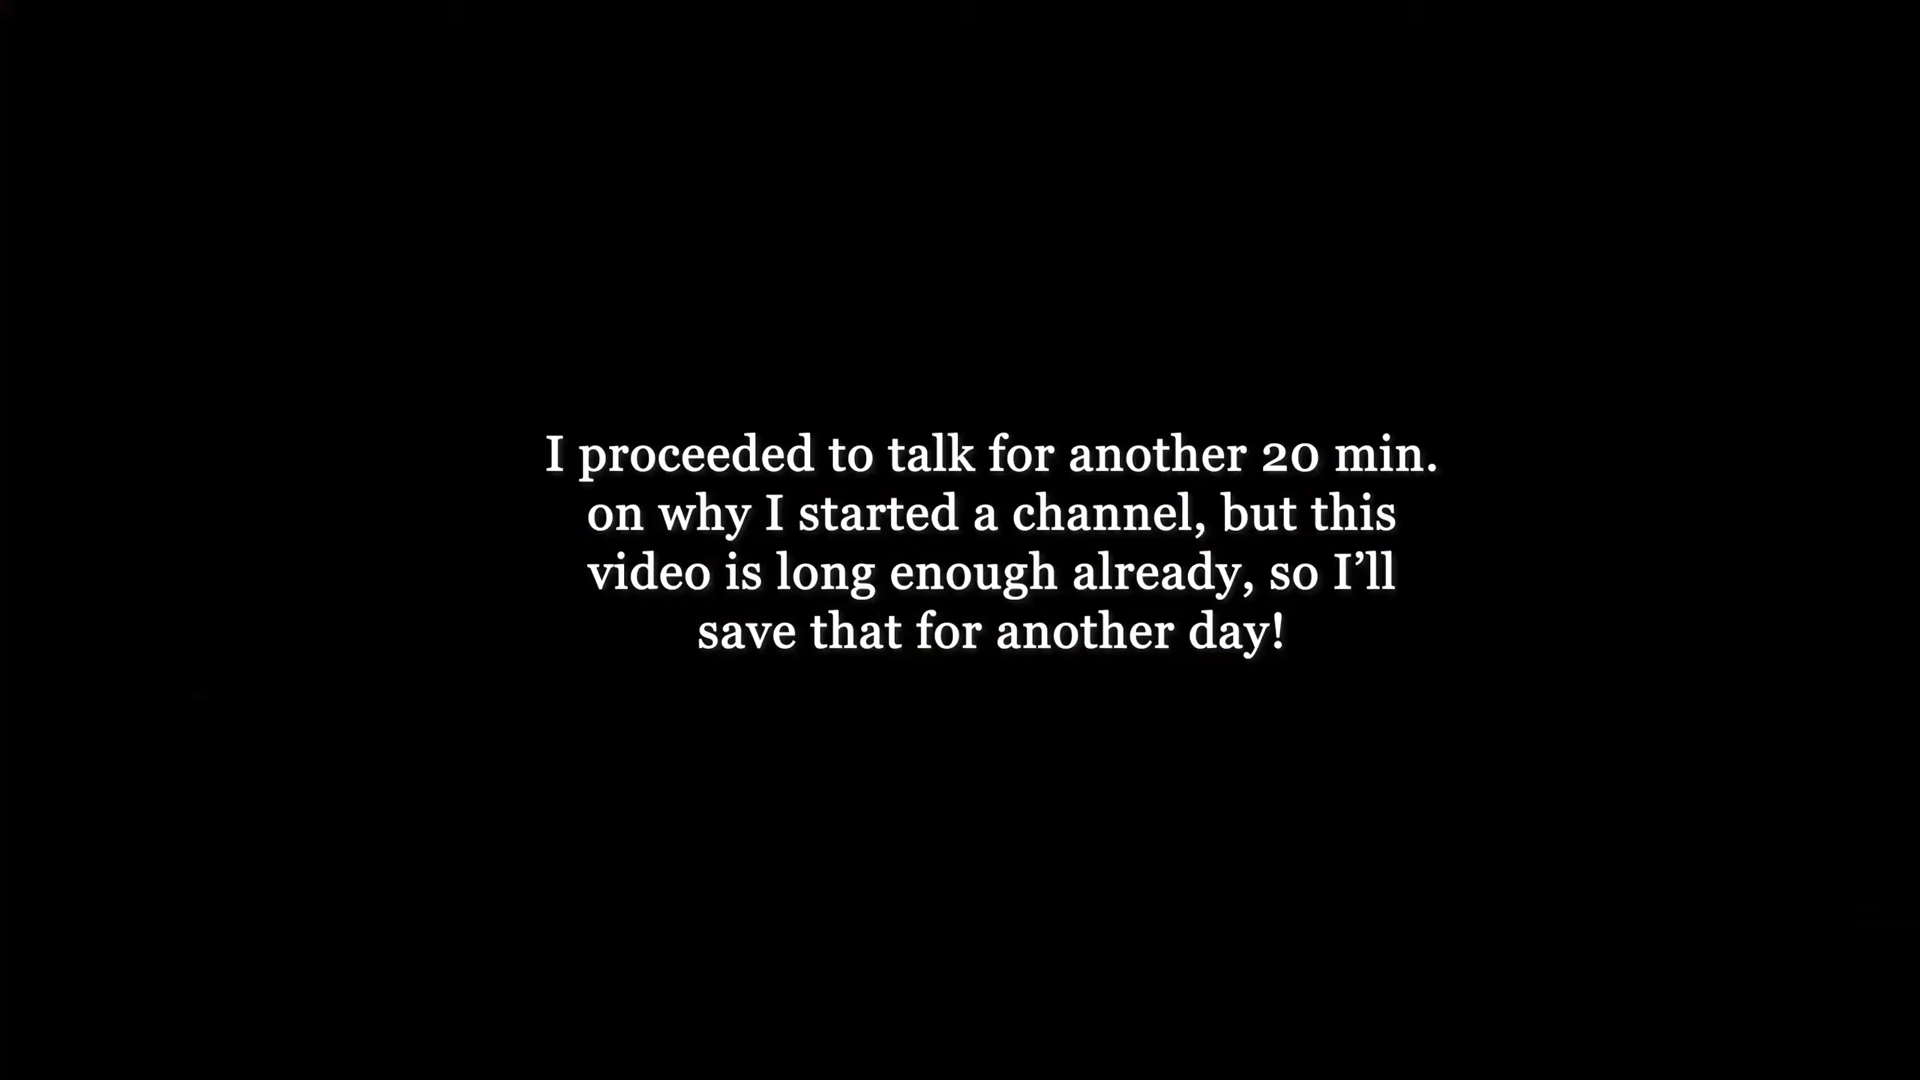 I proceeded to talk for another 20 min.
on why I started a channel, but this
video is long enough already, so I’ll
save that for another day!